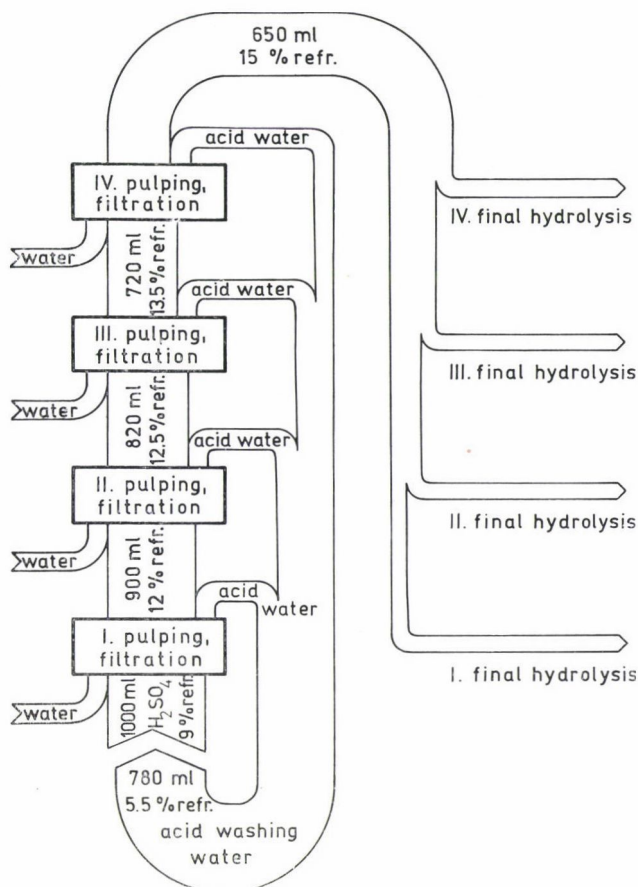 650 ml
15 % refr.
acid water
IV. pulping,
filtration
water
720 ml
13.5% refr.
acid water
IV. final hydrolysis
III. pulping,
filtration
water
820 ml
12.5% refr.
acid water
III. final hydrolysis
II. pulping,
filtration
water
900 ml
12 % refr.
acid
water
II. final hydrolysis
I. pulping,
filtration
water
1000 ml
H2SO4
9 % refr.
I. final hydrolysis
780 ml
5.5 % refr.
acid washing
water